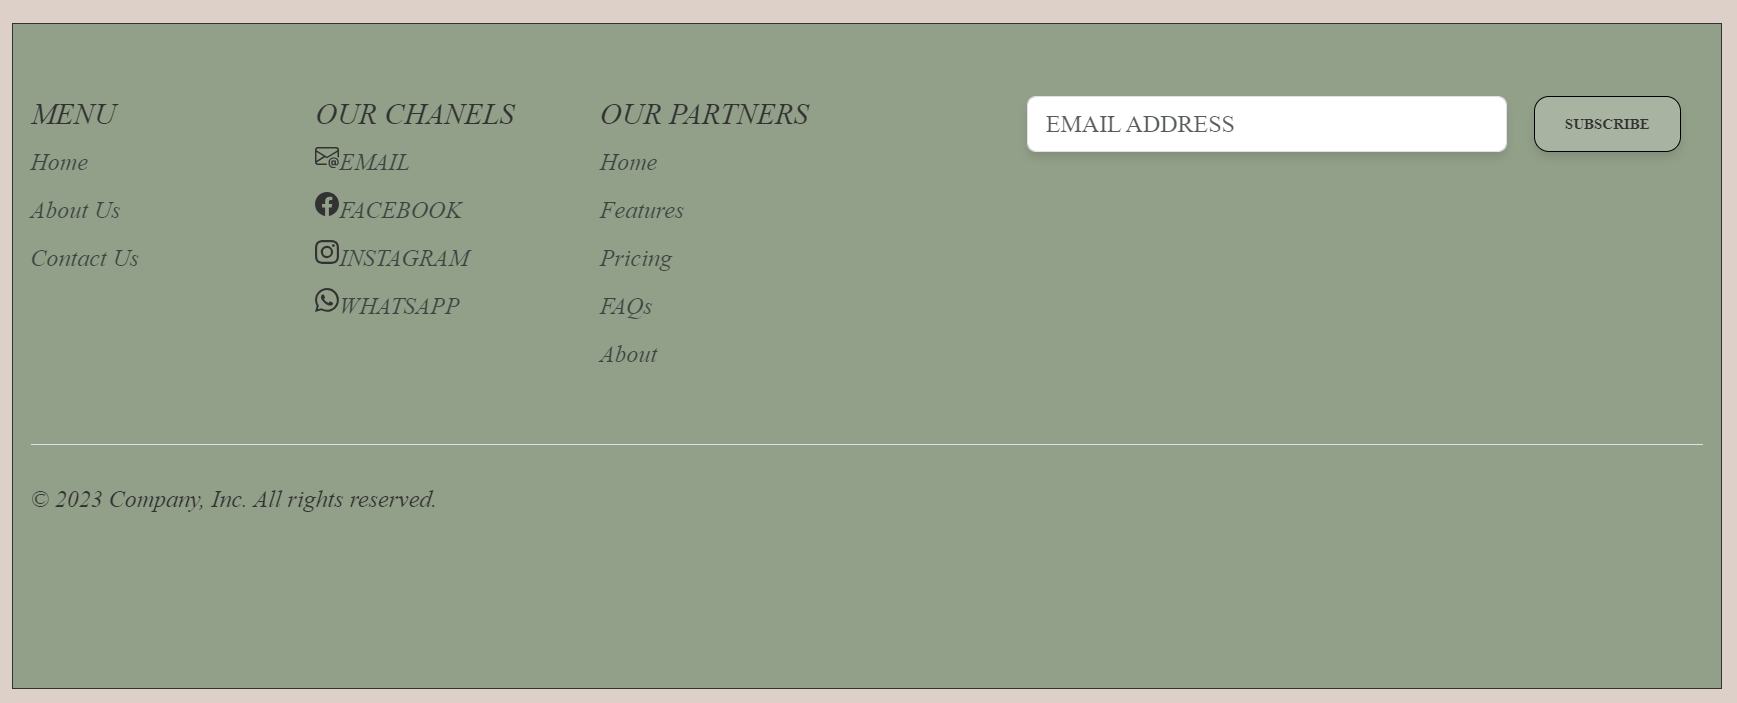 MENU
Home
About Us
Contact Us
OUR CHANELS
EMAIL
FACEBOOK
INSTAGRAM
WHATSAPP
OUR PARTNERS
Home
Features
Pricing
FAQs
About
EMAIL ADDRESS
SUBSCRIBE
© 2023 Company, Inc. All rights reserved.